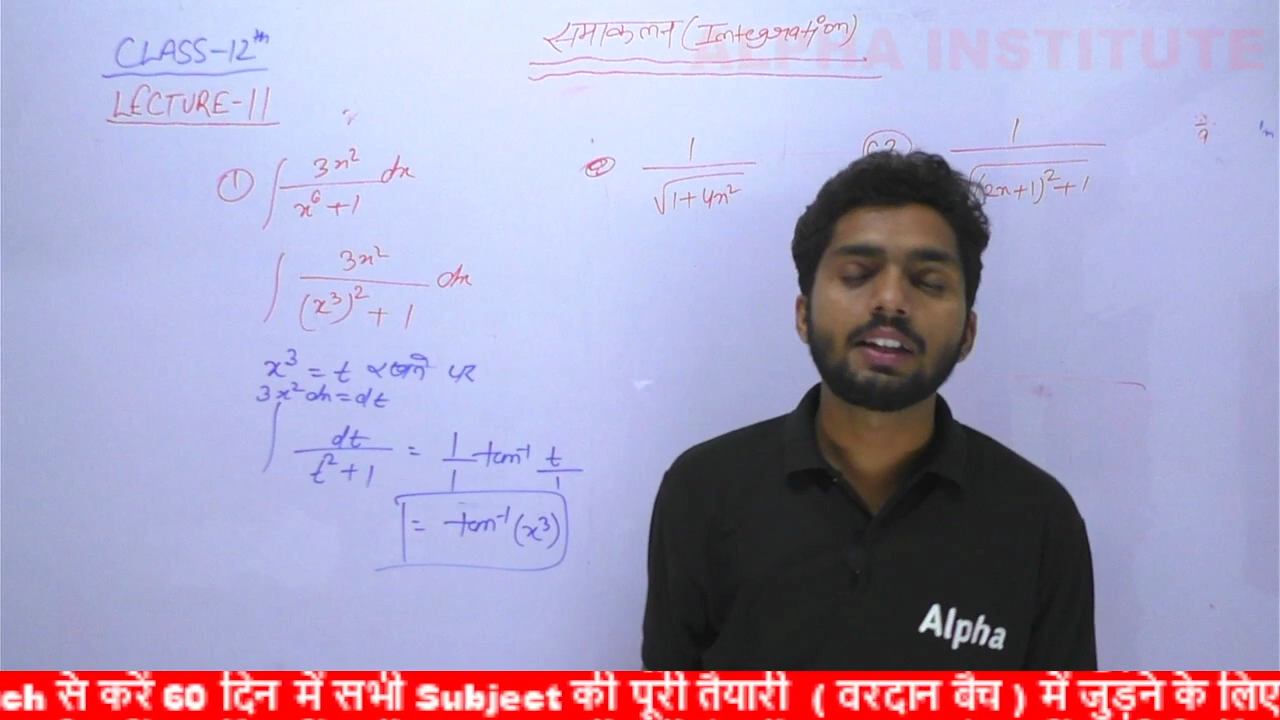 CLASS-12th
समाकलन (Integration)
ALPHA INSTITUTE
LECTURE-11
① ∫ 3x²/(x⁶+1) dx
② 1/√(1+4x²)
1/√((2x+1)²+1)
∫ 3x²/((x³)²+1) dx
x³ = t रखने पर
3x² dx = dt
∫ dt/(t²+1) = 1/1 tan⁻¹ t/1
= tan⁻¹(x³)
Alpha
से करें 60 दिन में सभी Subject की पूरी तैयारी ( वरदान बैच ) में जुड़ने के लिए